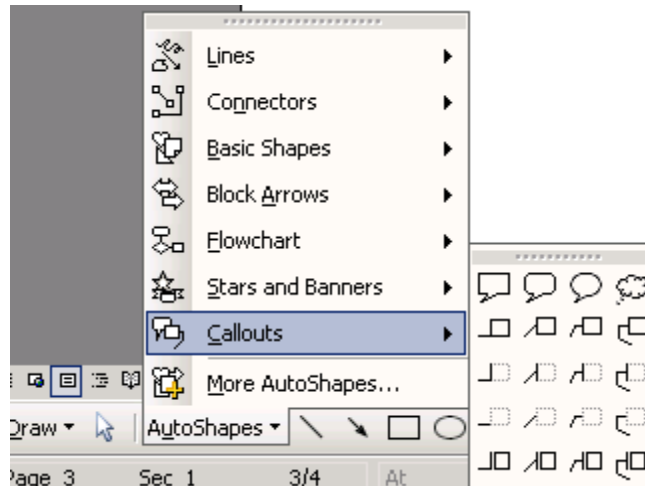 Lines
Connectors
Basic Shapes
Block Arrows
Flowchart
Stars and Banners
Callouts
More AutoShapes...
Draw AutoShapes
Page 3 Sec 1 3/4 At